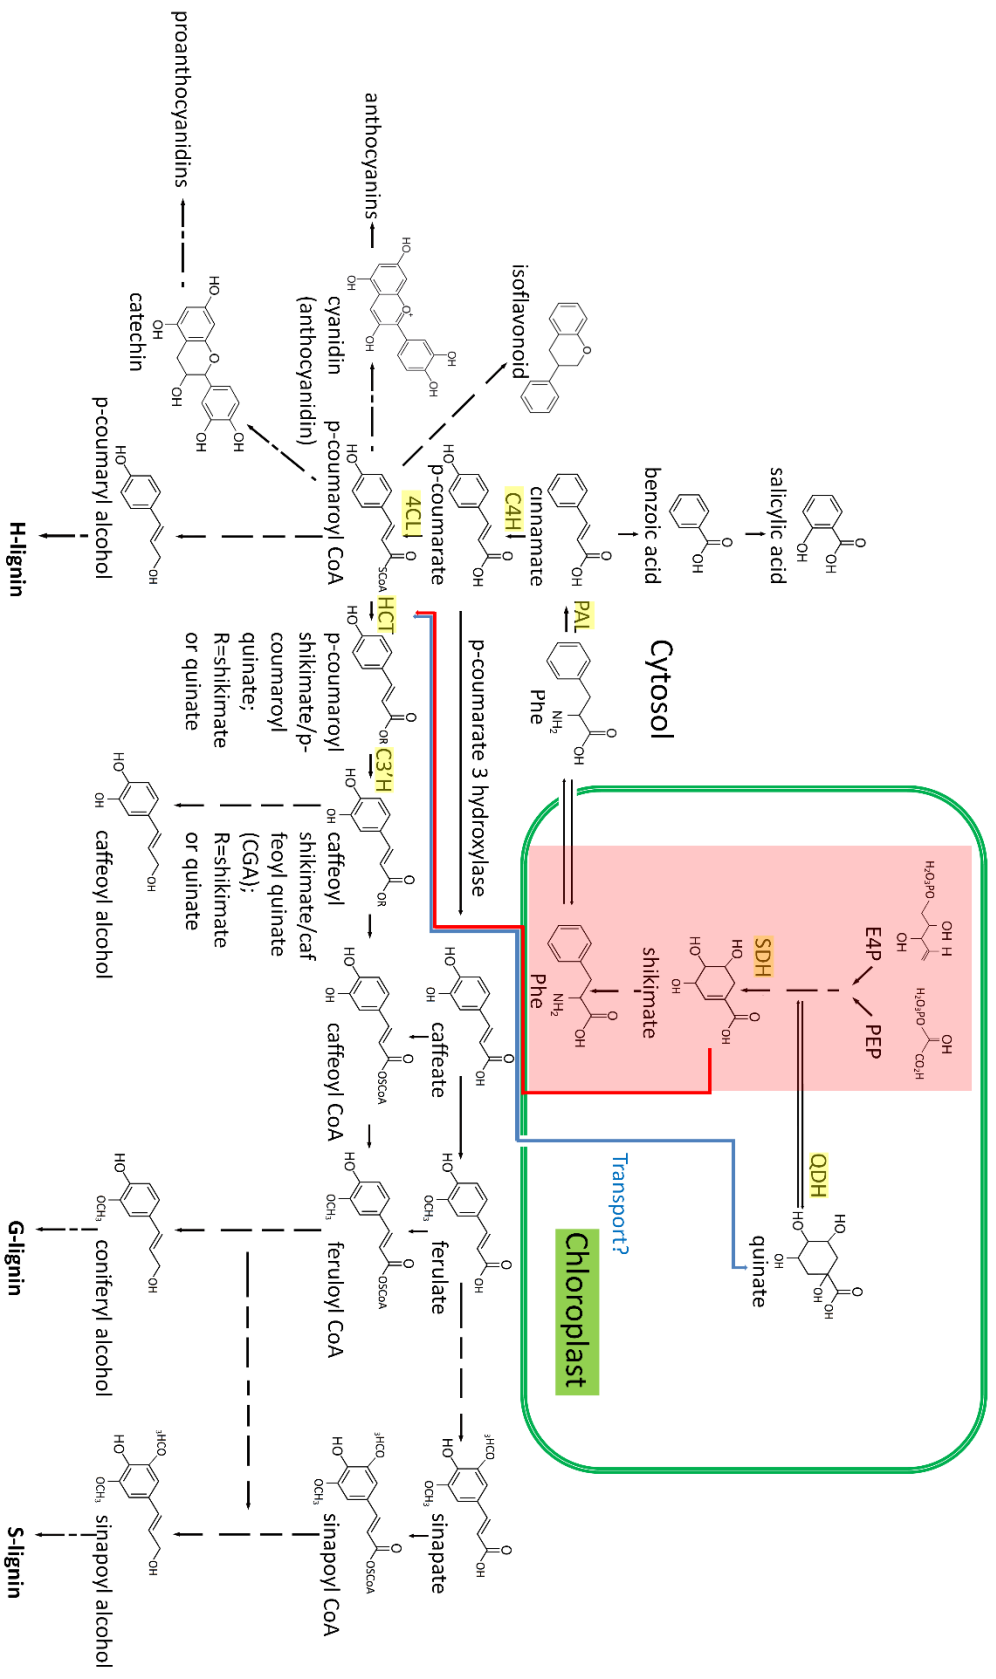 E4P
PEP
QDH
SDH
quinate
shikimate
Transport?
Chloroplast
Phe
Cytosol
Phe
PAL
salicylic acid
benzoic acid
cinnamate
C4H
isoflavonoid
p-coumarate
p-coumarate 3 hydroxylase
caffeate
ferulate
sinapate
4CL
HCT
C3'H
anthocyanins
cyanidin
(anthocyanidin)
p-coumaroyl CoA
p-coumaroyl
shikimate/p-
coumaroyl
quinate;
R=shikimate
or quinate
caffeoyl
shikimate/caf
feoyl quinate
(CGA);
R=shikimate
or quinate
caffeoyl CoA
feruloyl CoA
sinapoyl CoA
proanthocyanidins
catechin
p-coumaryl alcohol
caffeoyl alcohol
coniferyl alcohol
sinapoyl alcohol
H-lignin
G-lignin
S-lignin